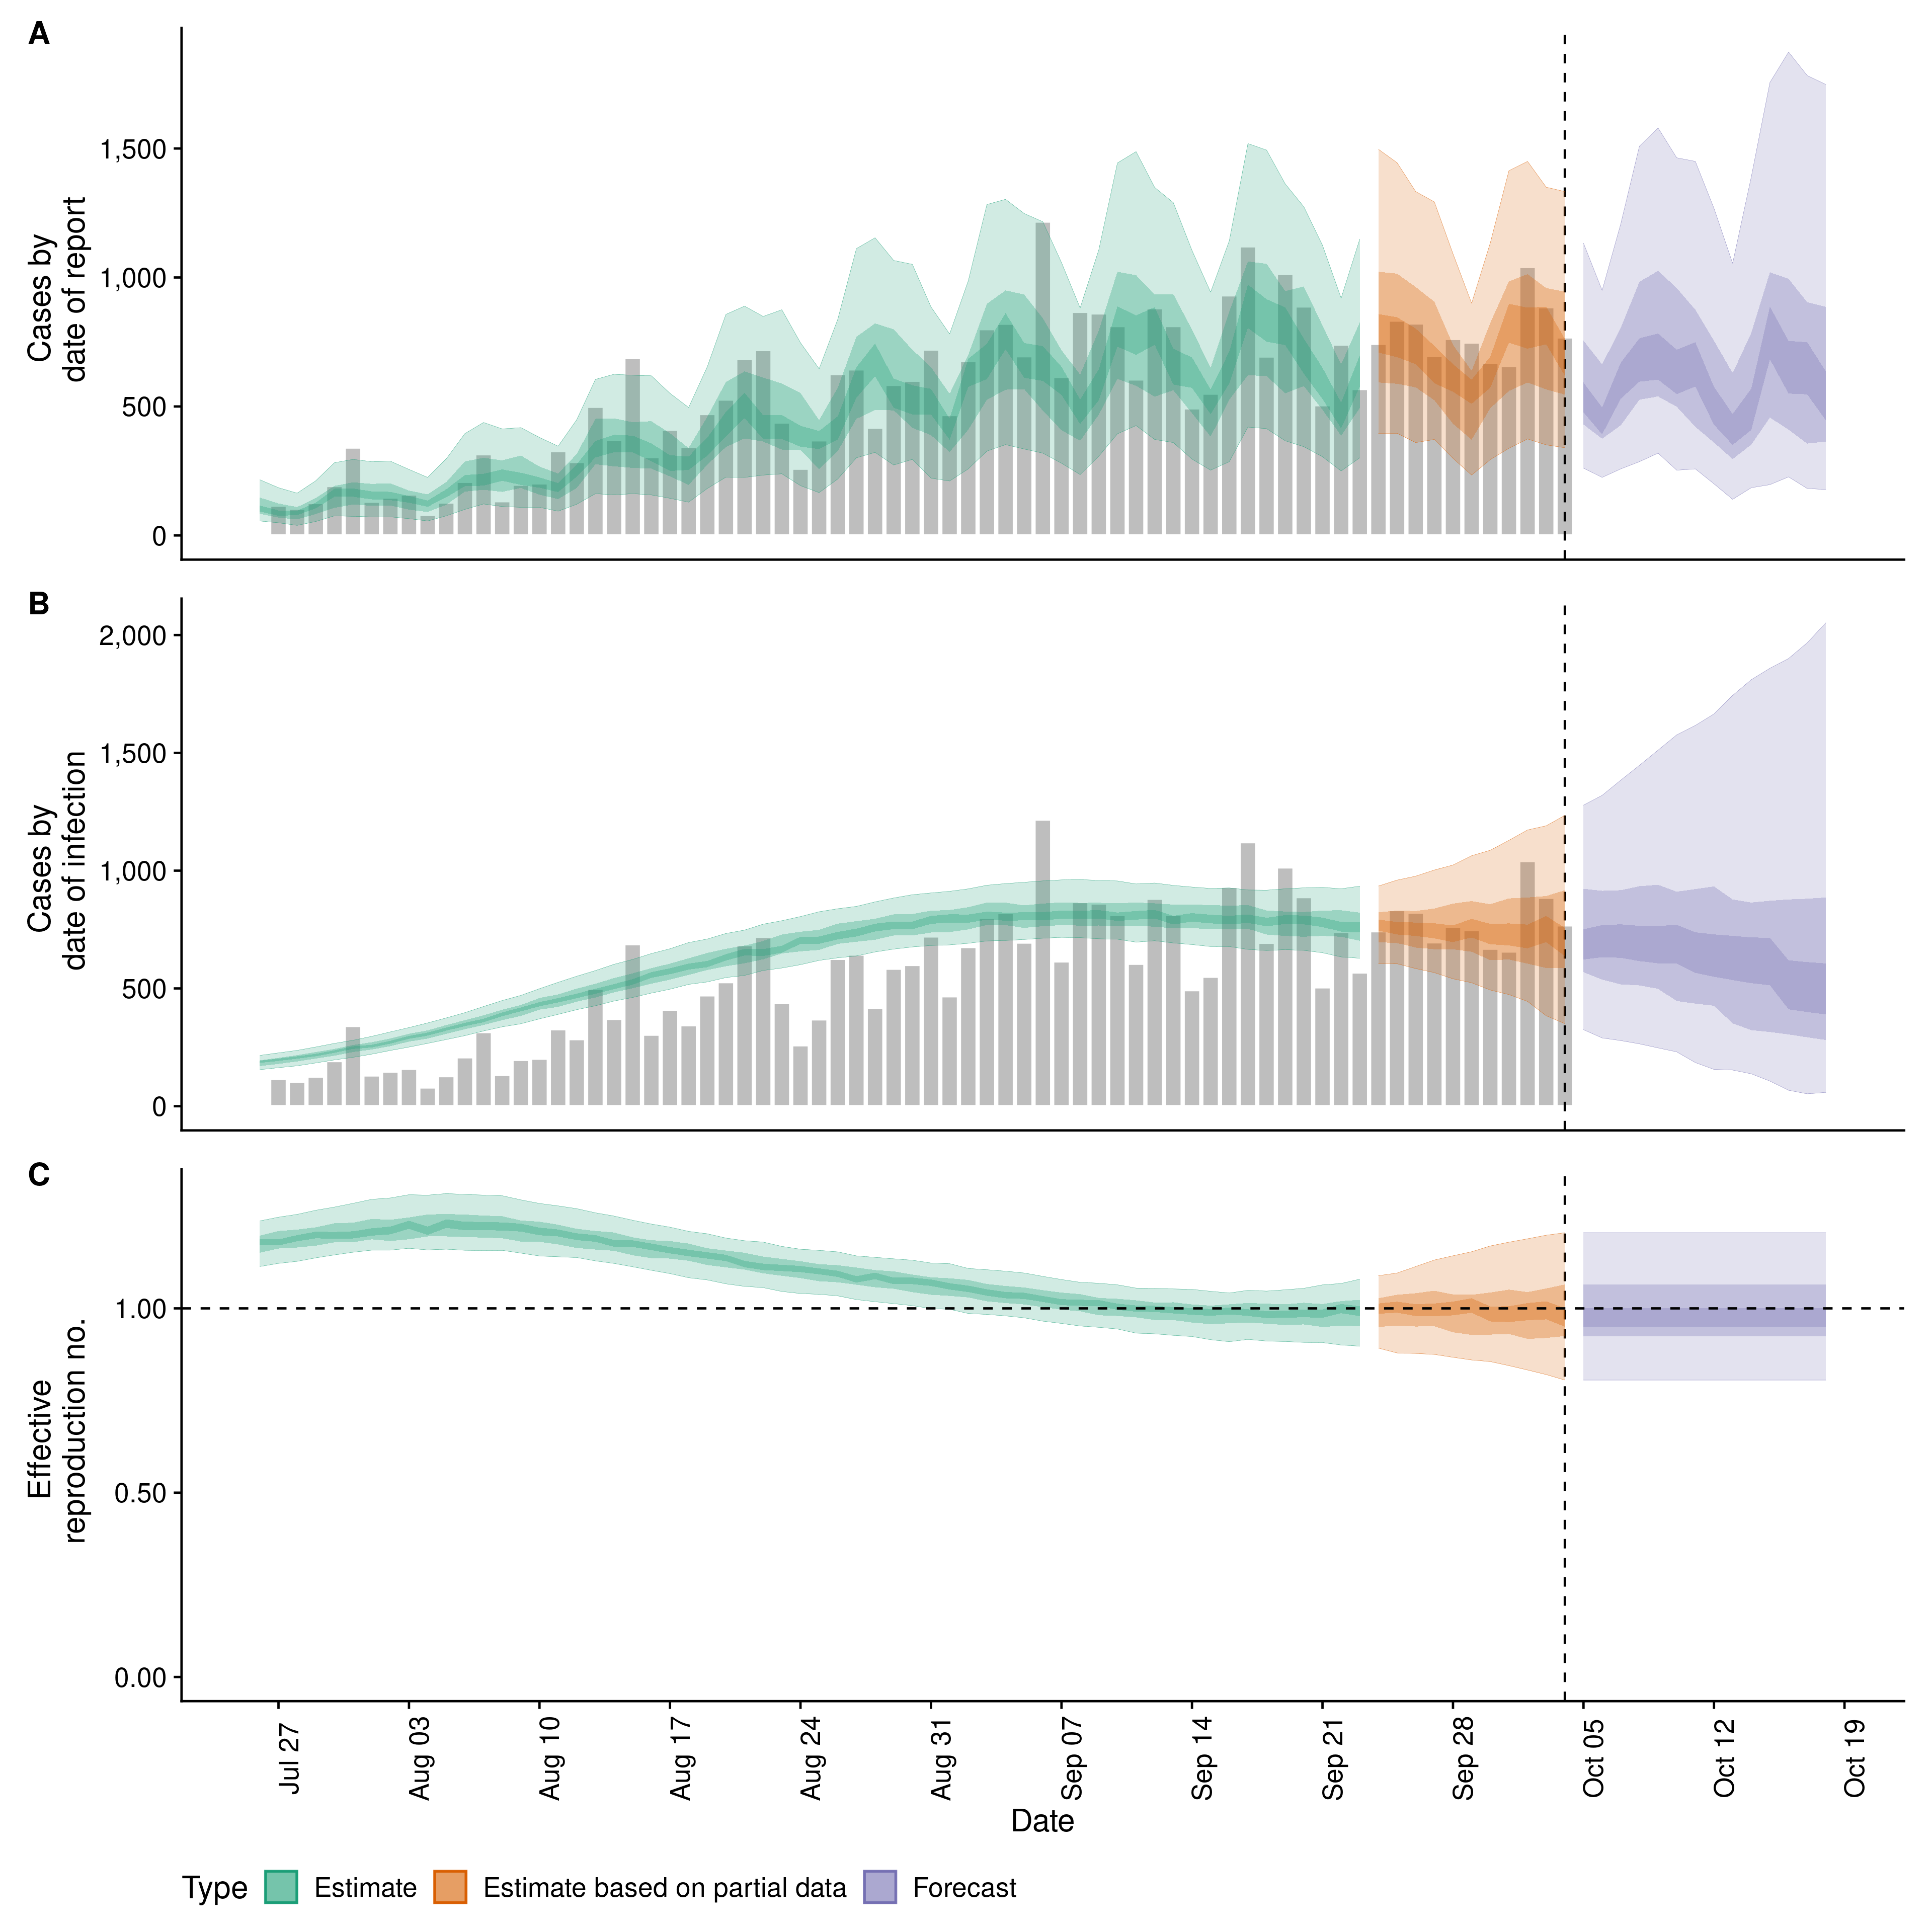 A
Cases by
date of report
1,500
1,000
500
0
B
Cases by
date of infection
2,000
1,500
1,000
500
0
C
Effective
reproduction no.
1.00
0.50
0.00
Jul 27
Aug 03
Aug 10
Aug 17
Aug 24
Aug 31
Sep 07
Sep 14
Sep 21
Sep 28
Oct 05
Oct 12
Oct 19
Date
Type Estimate Estimate based on partial data Forecast